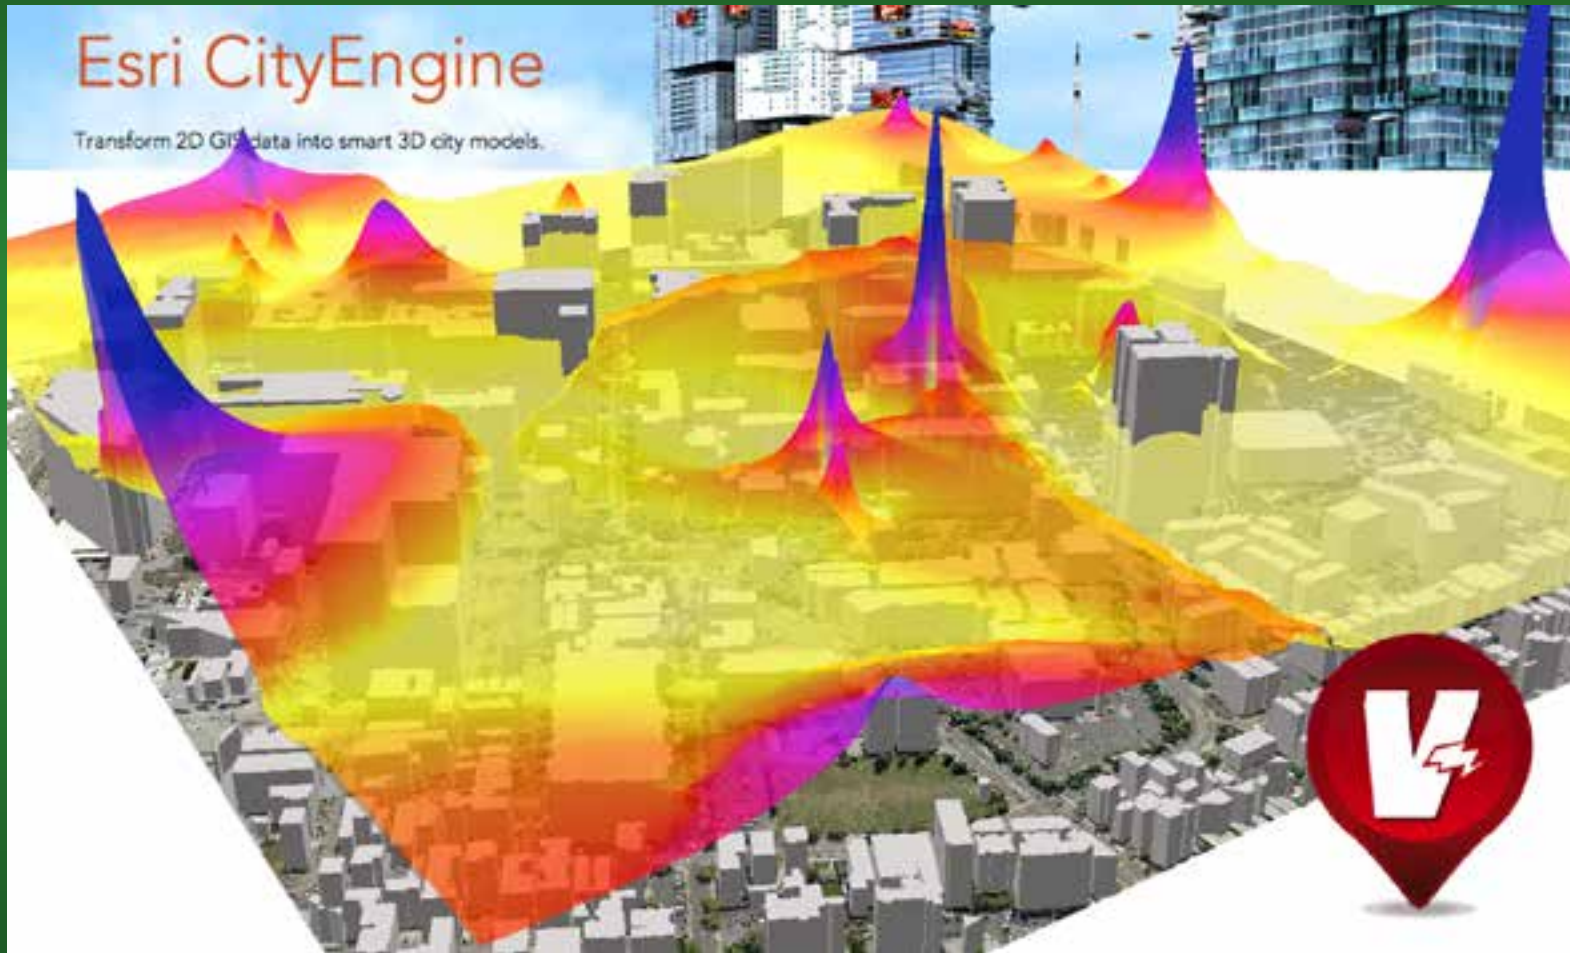 Esri CityEngine
Transform 2D GIS data into smart 3D city models.
V